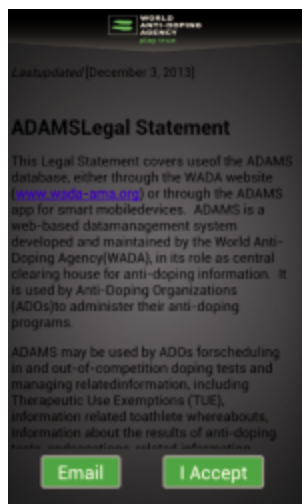 WORLD
ANTI-DOPING
AGENCY
play true
Lastupdated [December 3, 2013]
ADAMSLegal Statement
This Legal Statement covers useof the ADAMS
database, either through the WADA website
(www.wada-ama.org) or through the ADAMS
app for smart mobiledevices.  ADAMS is a
web-based datamanagement system
developed and maintained by the World Anti-
Doping Agency(WADA), in its role as central
clearing house for anti-doping information.  It
is used by Anti-Doping Organizations
(ADOs)to administer their anti-doping
programs.
ADAMS may be used by ADOs forscheduling
in and out-of-competition doping tests and
managing relatedinformation, including
Therapeutic Use Exemptions (TUE),
information related toathlete whereabouts,
information about the results of anti-doping
Email
I Accept